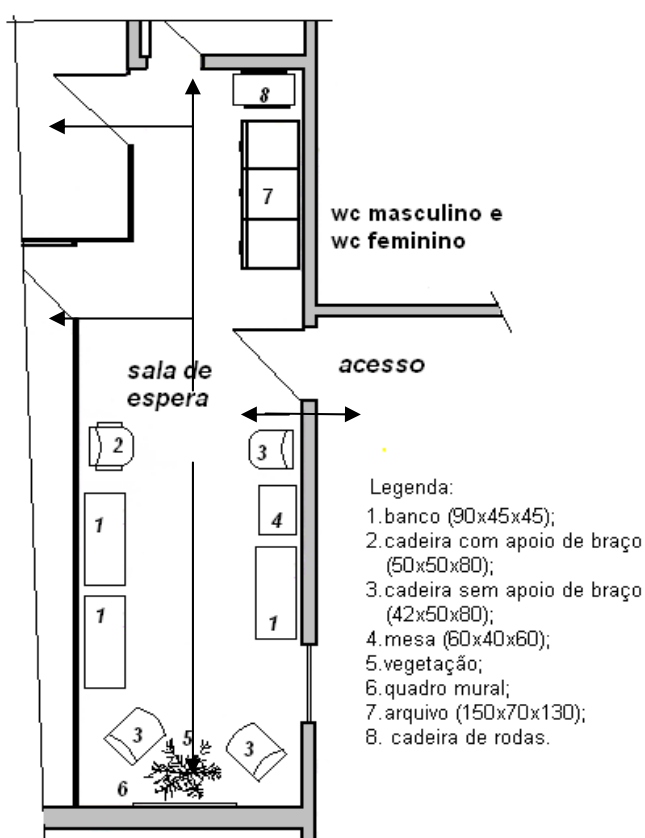 8
7
wc masculino e
wc feminino
sala de
espera
acesso
2
3
1
4
1
1
3
5
3
6
Legenda:
1.banco (90x45x45);
2.cadeira com apoio de braço
(50x50x80);
3.cadeira sem apoio de braço
(42x50x80);
4.mesa (60x40x60);
5.vegetação;
6.quadro mural;
7.arquivo (150x70x130);
8. cadeira de rodas.